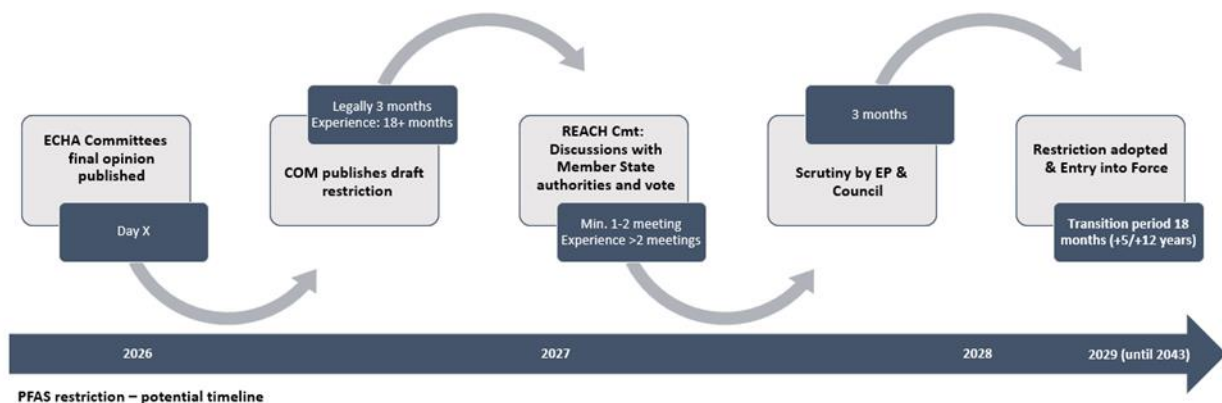 ECHA Committees
final opinion
published
Day X
Legally 3 months
Experience: 18+ months
COM publishes draft
restriction
REACH Cmt:
Discussions with
Member State
authorities and vote
Min. 1-2 meeting
Experience >2 meetings
3 months
Scrutiny by EP &
Council
Restriction adopted
& Entry into Force
Transition period 18
months (+5/+12 years)
2026
2027
2028
2029 (until 2043)
PFAS restriction – potential timeline